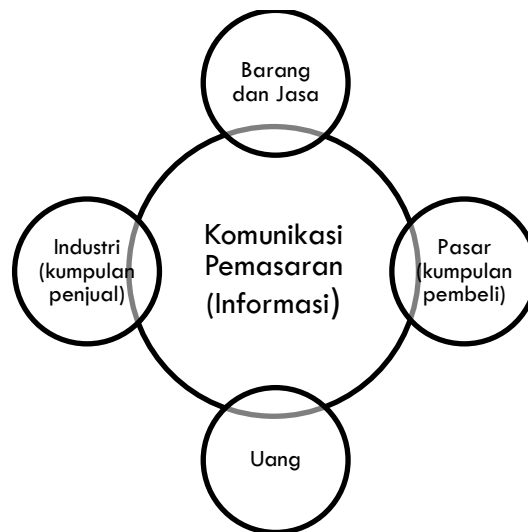 Barang
dan Jasa
Industri
(kumpulan
penjual)
Komunikasi
Pemasaran
(Informasi)
Pasar
(kumpulan
pembeli)
Uang